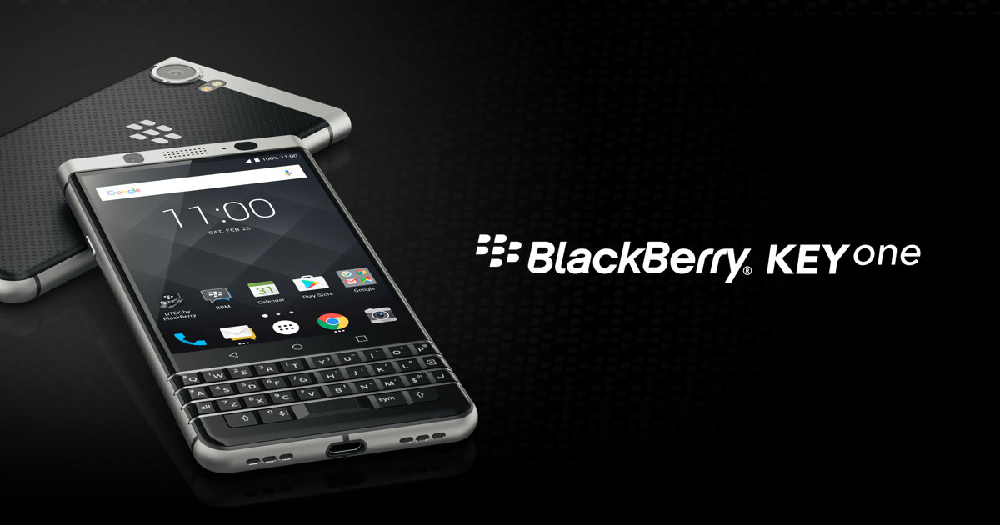 100% 11:00
Google
11:00
SAT, FEB 25
31
DTEK by
BlackBerry
BBM
Calendar
Play Store
Google
Q W E R T Y U I O P
A S D F G H J K L
alt Z X C V B N M $
0 sym
BlackBerry® KEYone